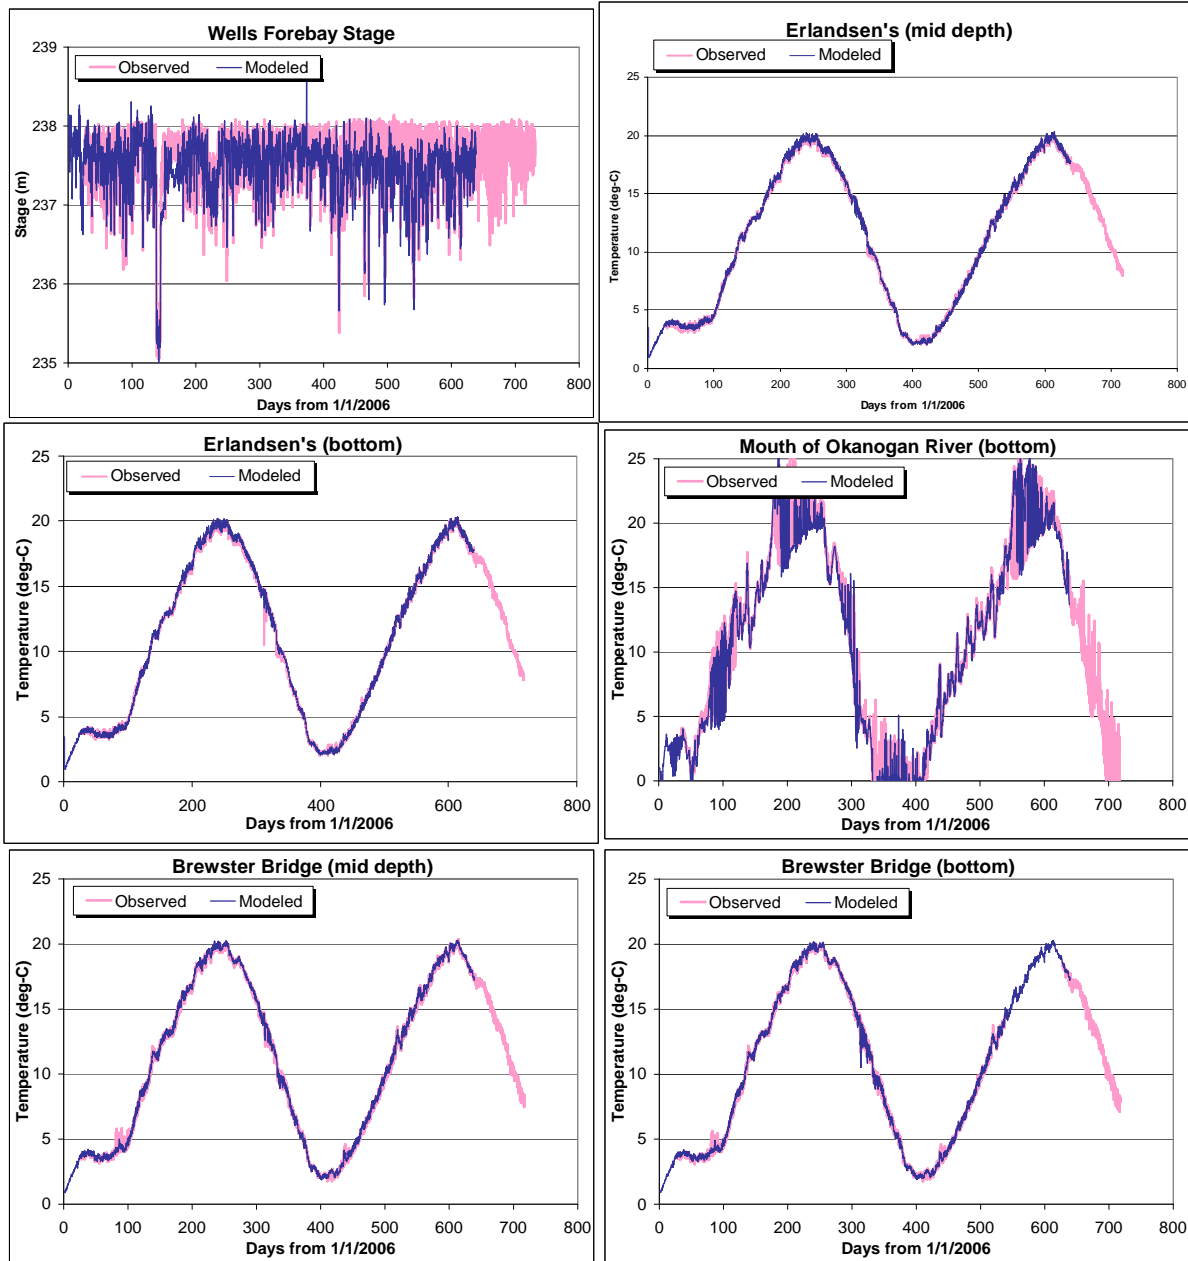 Wells Forebay Stage
Observed Modeled
Stage (m)
239
238
237
236
235
0 100 200 300 400 500 600 700 800
Days from 1/1/2006
Erlandsen's (mid depth)
Observed Modeled
Temperature (deg-C)
25
20
15
10
5
0
0 100 200 300 400 500 600 700 800
Days from 1/1/2006
Erlandsen's (bottom)
Observed Modeled
Temperature (deg-C)
25
20
15
10
5
0
0 200 400 600 800
Days from 1/1/2006
Mouth of Okanogan River (bottom)
Observed Modeled
Temperature (deg-C)
25
20
15
10
5
0
0 100 200 300 400 500 600 700 800
Days from 1/1/2006
Brewster Bridge (mid depth)
Observed Modeled
Temperature (deg-C)
25
20
15
10
5
0
0 100 200 300 400 500 600 700 800
Days from 1/1/2006
Brewster Bridge (bottom)
Observed Modeled
Temperature (deg-C)
25
20
15
10
5
0
0 100 200 300 400 500 600 700 800
Days from 1/1/2006